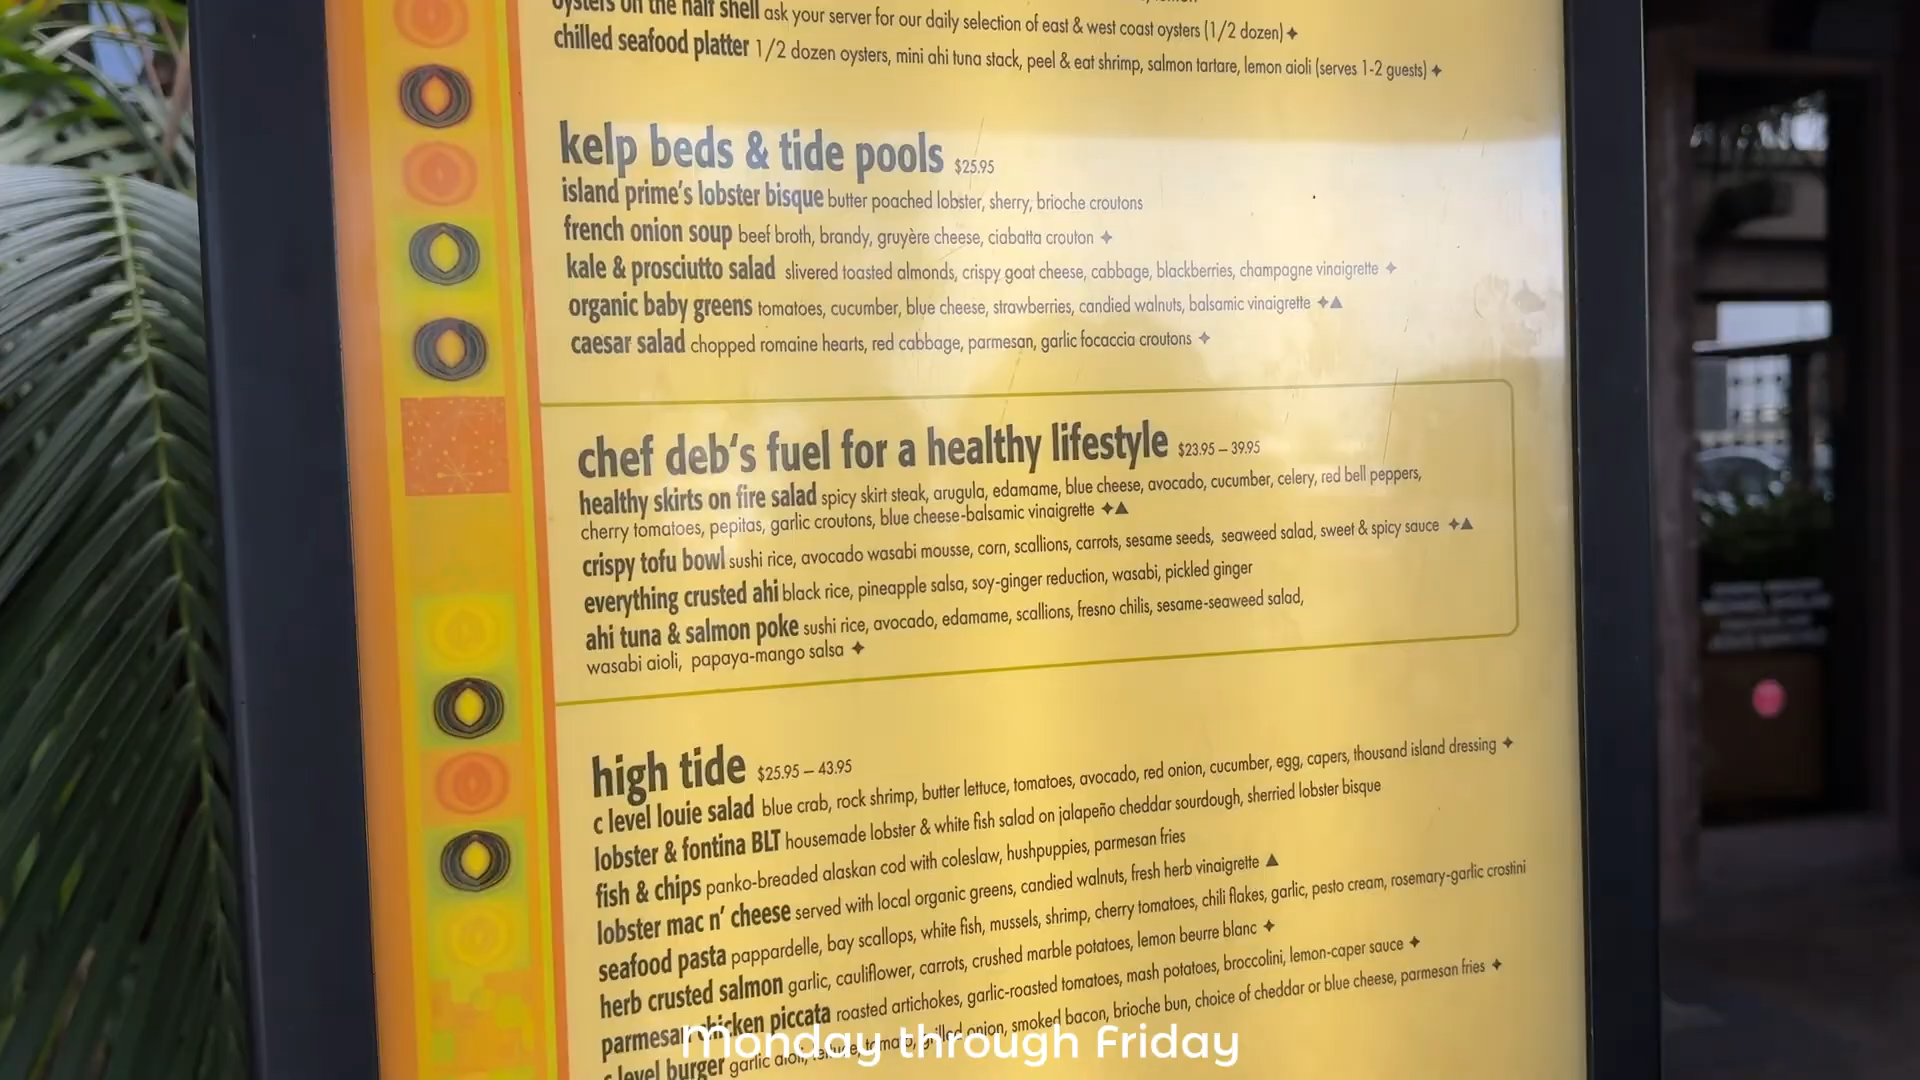 oysters on the half shell ask your server for our daily selection of east & west coast oysters (1/2 dozen) ✦
chilled seafood platter 1/2 dozen oysters, mini ahi tuna stack, peel & eat shrimp, salmon tartare, lemon aioli (serves 1-2 guests) ✦
kelp beds & tide pools $25.95
island prime's lobster bisque butter poached lobster, sherry, brioche croutons
french onion soup beef broth, brandy, gruyère cheese, ciabatta crouton ✦
kale & prosciutto salad slivered toasted almonds, crispy goat cheese, cabbage, blackberries, champagne vinaigrette ✦
organic baby greens tomatoes, cucumber, blue cheese, strawberries, candied walnuts, balsamic vinaigrette ✦▲
caesar salad chopped romaine hearts, red cabbage, parmesan, garlic focaccia croutons ✦
chef deb's fuel for a healthy lifestyle $23.95 – 39.95
healthy skirts on fire salad spicy skirt steak, arugula, edamame, blue cheese, avocado, cucumber, celery, red bell peppers,
cherry tomatoes, pepitas, garlic croutons, blue cheese-balsamic vinaigrette ✦▲
crispy tofu bowl sushi rice, avocado wasabi mousse, corn, scallions, carrots, sesame seeds, seaweed salad, sweet & spicy sauce ✦▲
everything crusted ahi black rice, pineapple salsa, soy-ginger reduction, wasabi, pickled ginger
ahi tuna & salmon poke sushi rice, avocado, edamame, scallions, fresno chilis, sesame-seaweed salad,
wasabi aioli, papaya-mango salsa ✦
high tide $25.95 – 43.95
c level louie salad blue crab, rock shrimp, butter lettuce, tomatoes, avocado, red onion, cucumber, egg, capers, thousand island dressing ✦
lobster & fontina BLT housemade lobster & white fish salad on jalapeño cheddar sourdough, sherried lobster bisque
fish & chips panko-breaded alaskan cod with coleslaw, hushpuppies, parmesan fries
lobster mac n' cheese served with local organic greens, candied walnuts, fresh herb vinaigrette ▲
seafood pasta pappardelle, bay scallops, white fish, mussels, shrimp, cherry tomatoes, chili flakes, garlic, pesto cream, rosemary-garlic crostini
herb crusted salmon garlic, cauliflower, carrots, crushed marble potatoes, lemon beurre blanc ✦
parmesan chicken piccata roasted artichokes, garlic-roasted tomatoes, mash potatoes, broccolini, lemon-caper sauce ✦
c level burger garlic aioli, lettuce, tomato, grilled onion, smoked bacon, brioche bun, choice of cheddar or blue cheese, parmesan fries ✦
Monday through Friday